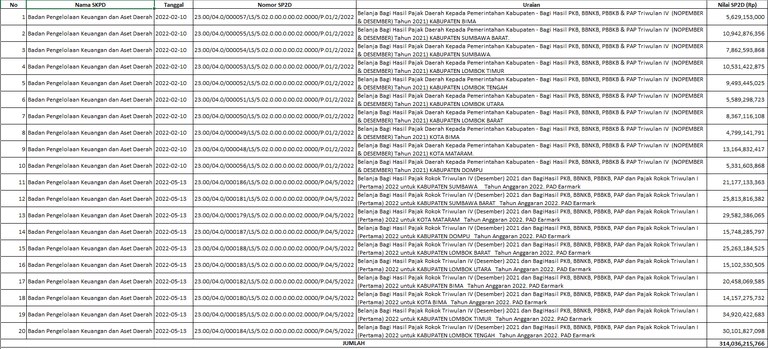 No Nama SKPD Tanggal Nomor SP2D Uraian Nilai SP2D (Rp)
1 Badan Pengelolaan Keuangan dan Aset Daerah 2022-02-10 23.00/04.0/000057/LS/5.02.0.00.0.00.02.0000/P.01/2/2022 Belanja Bagi Hasil Pajak Daerah Kepada Pemerintahan Kabupaten - Bagi Hasil PKB, BBNKB, PBBKB & PAP Triwulan IV (NOPEMBER
& DESEMBER) Tahun 2021) KABUPATEN BIMA 5,629,153,000
2 Badan Pengelolaan Keuangan dan Aset Daerah 2022-02-10 23.00/04.0/000055/LS/5.02.0.00.0.00.02.0000/P.01/2/2022 Belanja Bagi Hasil Pajak Daerah Kepada Pemerintahan Kabupaten - Bagi Hasil PKB, BBNKB, PBBKB & PAP Triwulan IV (NOPEMBER
& DESEMBER) Tahun 2021) KABUPATEN SUMBAWA BARAT. 10,942,876,356
3 Badan Pengelolaan Keuangan dan Aset Daerah 2022-02-10 23.00/04.0/000054/LS/5.02.0.00.0.00.02.0000/P.01/2/2022 Belanja Bagi Hasil Pajak Daerah Kepada Pemerintahan Kabupaten - Bagi Hasil PKB, BBNKB, PBBKB & PAP Triwulan IV (NOPEMBER
& DESEMBER) Tahun 2021) KABUPATEN SUMBAWA. 7,862,593,868
4 Badan Pengelolaan Keuangan dan Aset Daerah 2022-02-10 23.00/04.0/000053/LS/5.02.0.00.0.00.02.0000/P.01/2/2022 Belanja Bagi Hasil Pajak Daerah Kepada Pemerintahan Kabupaten - Bagi Hasil PKB, BBNKB, PBBKB & PAP Triwulan IV (NOPEMBER
& DESEMBER) Tahun 2021) KABUPATEN LOMBOK TIMUR 10,531,422,875
5 Badan Pengelolaan Keuangan dan Aset Daerah 2022-02-10 23.00/04.0/000052/LS/5.02.0.00.0.00.02.0000/P.01/2/2022 Belanja Bagi Hasil Pajak Daerah Kepada Pemerintahan Kabupaten - Bagi Hasil PKB, BBNKB, PBBKB & PAP Triwulan IV (NOPEMBER
& DESEMBER) Tahun 2021) KABUPATEN LOMBOK TENGAH 9,493,445,025
6 Badan Pengelolaan Keuangan dan Aset Daerah 2022-02-10 23.00/04.0/000051/LS/5.02.0.00.0.00.02.0000/P.01/2/2022 Belanja Bagi Hasil Pajak Daerah Kepada Pemerintahan Kabupaten - Bagi Hasil PKB, BBNKB, PBBKB & PAP Triwulan IV (NOPEMBER
& DESEMBER) Tahun 2021) KABUPATEN LOMBOK UTARA 5,589,298,723
7 Badan Pengelolaan Keuangan dan Aset Daerah 2022-02-10 23.00/04.0/000050/LS/5.02.0.00.0.00.02.0000/P.01/2/2022 Belanja Bagi Hasil Pajak Daerah Kepada Pemerintahan Kabupaten - Bagi Hasil PKB, BBNKB, PBBKB & PAP Triwulan IV (NOPEMBER
& DESEMBER) Tahun 2021) KABUPATEN LOMBOK BARAT 8,367,116,108
8 Badan Pengelolaan Keuangan dan Aset Daerah 2022-02-10 23.00/04.0/000049/LS/5.02.0.00.0.00.02.0000/P.01/2/2022 Belanja Bagi Hasil Pajak Daerah Kepada Pemerintahan Kabupaten - Bagi Hasil PKB, BBNKB, PBBKB & PAP Triwulan IV (NOPEMBER
& DESEMBER) Tahun 2021) KOTA BIMA 4,799,141,791
9 Badan Pengelolaan Keuangan dan Aset Daerah 2022-02-10 23.00/04.0/000048/LS/5.02.0.00.0.00.02.0000/P.01/2/2022 Belanja Bagi Hasil Pajak Daerah Kepada Pemerintahan Kabupaten - Bagi Hasil PKB, BBNKB, PBBKB & PAP Triwulan IV (NOPEMBER
& DESEMBER) Tahun 2021) KOTA MATARAM. 13,164,832,417
10 Badan Pengelolaan Keuangan dan Aset Daerah 2022-02-10 23.00/04.0/000056/LS/5.02.0.00.0.00.02.0000/P.01/2/2022 Belanja Bagi Hasil Pajak Daerah Kepada Pemerintahan Kabupaten - Bagi Hasil PKB, BBNKB, PBBKB & PAP Triwulan IV (NOPEMBER
& DESEMBER) Tahun 2021) KABUPATEN DOMPU 5,331,603,868
11 Badan Pengelolaan Keuangan dan Aset Daerah 2022-05-13 23.00/04.0/000186/LS/5.02.0.00.0.00.02.0000/P.04/5/2022 Belanja Bagi Hasil Pajak Rokok Triwulan IV (Desember) 2021 dan BagiHasil PKB, BBNKB, PBBKB, PAP dan Pajak Rokok Triwulan I
(Pertama) 2022 untuk KABUPATEN SUMBAWA Tahun Anggaran 2022. PAD Earmark 21,177,133,363
12 Badan Pengelolaan Keuangan dan Aset Daerah 2022-05-13 23.00/04.0/000181/LS/5.02.0.00.0.00.02.0000/P.04/5/2022 Belanja Bagi Hasil Pajak Rokok Triwulan IV (Desember) 2021 dan BagiHasil PKB, BBNKB, PBBKB, PAP dan Pajak Rokok Triwulan I
(Pertama) 2022 untuk KABUPATEN SUMBAWA BARAT Tahun Anggaran 2022. PAD Earmark 25,813,816,382
13 Badan Pengelolaan Keuangan dan Aset Daerah 2022-05-13 23.00/04.0/000179/LS/5.02.0.00.0.00.02.0000/P.04/5/2022 Belanja Bagi Hasil Pajak Rokok Triwulan IV (Desember) 2021 dan BagiHasil PKB, BBNKB, PBBKB, PAP dan Pajak Rokok Triwulan I
(Pertama) 2022 untuk KOTA MATARAM Tahun Anggaran 2022. PAD Earmark 29,582,386,065
14 Badan Pengelolaan Keuangan dan Aset Daerah 2022-05-13 23.00/04.0/000187/LS/5.02.0.00.0.00.02.0000/P.04/5/2022 Belanja Bagi Hasil Pajak Rokok Triwulan IV (Desember) 2021 dan BagiHasil PKB, BBNKB, PBBKB, PAP dan Pajak Rokok Triwulan I
(Pertama) 2022 untuk KABUPATEN DOMPU Tahun Anggaran 2022. PAD Earmark 15,748,285,797
15 Badan Pengelolaan Keuangan dan Aset Daerah 2022-05-13 23.00/04.0/000188/LS/5.02.0.00.0.00.02.0000/P.04/5/2022 Belanja Bagi Hasil Pajak Rokok Triwulan IV (Desember) 2021 dan BagiHasil PKB, BBNKB, PBBKB, PAP dan Pajak Rokok Triwulan I
(Pertama) 2022 untuk KABUPATEN LOMBOK BARAT Tahun Anggaran 2022. PAD Earmark 25,263,184,525
16 Badan Pengelolaan Keuangan dan Aset Daerah 2022-05-13 23.00/04.0/000183/LS/5.02.0.00.0.00.02.0000/P.04/5/2022 Belanja Bagi Hasil Pajak Rokok Triwulan IV (Desember) 2021 dan BagiHasil PKB, BBNKB, PBBKB, PAP dan Pajak Rokok Triwulan I
(Pertama) 2022 untuk KABUPATEN LOMBOK UTARA Tahun Anggaran 2022. PAD Earmark 15,102,330,505
17 Badan Pengelolaan Keuangan dan Aset Daerah 2022-05-13 23.00/04.0/000182/LS/5.02.0.00.0.00.02.0000/P.04/5/2022 Belanja Bagi Hasil Pajak Rokok Triwulan IV (Desember) 2021 dan BagiHasil PKB, BBNKB, PBBKB, PAP dan Pajak Rokok Triwulan I
(Pertama) 2022 untuk KABUPATEN BIMA Tahun Anggaran 2022. PAD Earmark 20,458,069,585
18 Badan Pengelolaan Keuangan dan Aset Daerah 2022-05-13 23.00/04.0/000180/LS/5.02.0.00.0.00.02.0000/P.04/5/2022 Belanja Bagi Hasil Pajak Rokok Triwulan IV (Desember) 2021 dan BagiHasil PKB, BBNKB, PBBKB, PAP dan Pajak Rokok Triwulan I
(Pertama) 2022 untuk KOTA BIMA Tahun Anggaran 2022. PAD Earmark 14,157,275,732
19 Badan Pengelolaan Keuangan dan Aset Daerah 2022-05-13 23.00/04.0/000185/LS/5.02.0.00.0.00.02.0000/P.04/5/2022 Belanja Bagi Hasil Pajak Rokok Triwulan IV (Desember) 2021 dan BagiHasil PKB, BBNKB, PBBKB, PAP dan Pajak Rokok Triwulan I
(Pertama) 2022 untuk KABUPATEN LOMBOK TIMUR Tahun Anggaran 2022. PAD Earmark 34,920,422,683
20 Badan Pengelolaan Keuangan dan Aset Daerah 2022-05-13 23.00/04.0/000184/LS/5.02.0.00.0.00.02.0000/P.04/5/2022 Belanja Bagi Hasil Pajak Rokok Triwulan IV (Desember) 2021 dan BagiHasil PKB, BBNKB, PBBKB, PAP dan Pajak Rokok Triwulan I
(Pertama) 2022 untuk KABUPATEN LOMBOK TENGAH Tahun Anggaran 2022. PAD Earmark 30,101,827,098
JUMLAH 314,036,215,766